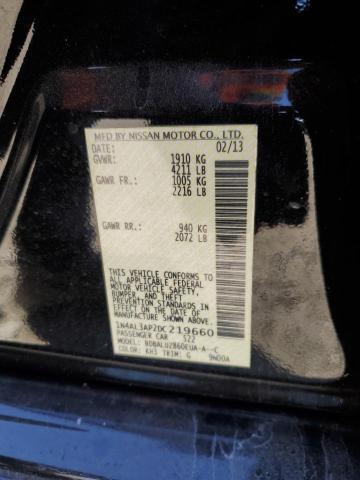 MFD BY NISSAN MOTOR CO., LTD.
DATE: 02/13
GVWR: 1910 KG
4211 LB
GAWR FR: 1005 KG
2216 LB
GAWR RR: 940 KG
2072 LB
THIS VEHICLE CONFORMS TO
ALL APPLICABLE FEDERAL
MOTOR VEHICLE SAFETY,
BUMPER, AND THEFT
PREVENTION STANDARDS IN
EFFECT ON THE DATE OF
MANUFACTURE SHOWN ABOVE.
1N4AL3AP2DC219660
PASSENGER CAR 522
MODEL: BDBALUZB60EUA-A--C
COLOR: KH3 TRIM: G 9W00A